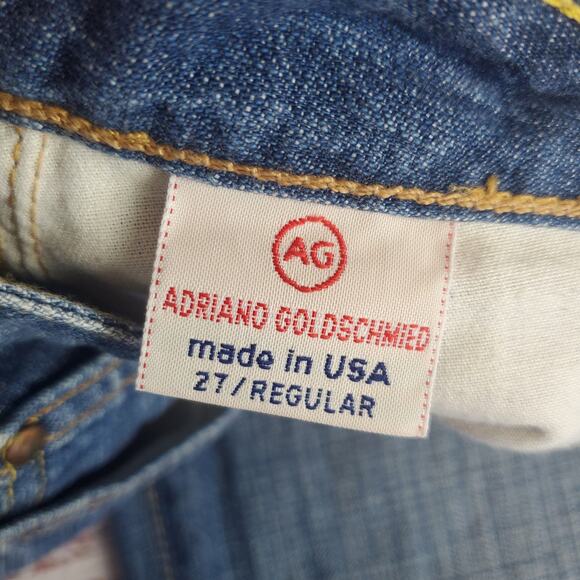 AG
ADRIANO GOLDSCHMIED
made in USA
27/REGULAR